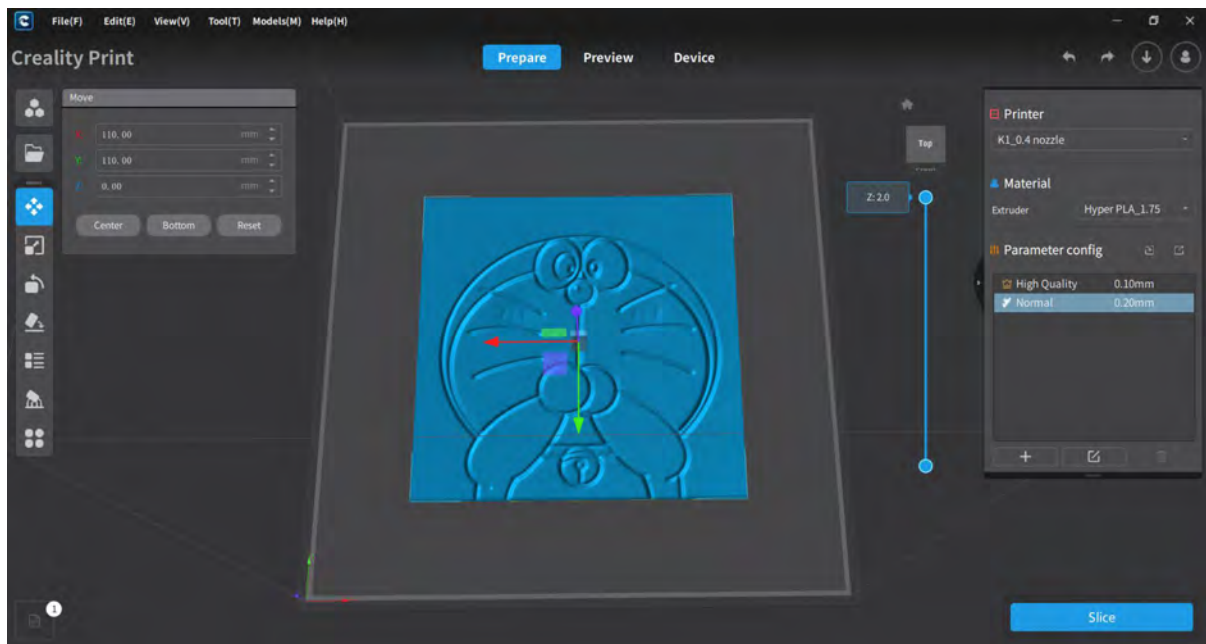 File(F) Edit(E) View(V) Tool(T) Models(M) Help(H)
Creality Print
Prepare Preview Device
Move
X: 110.00 mm
Y: 110.00 mm
0.00 mm
Center Bottom Reset
Top
Z: 2.0
Printer
K1_0.4 nozzle
Material
Extruder Hyper PLA_1.75
Parameter config
High Quality 0.10mm
Normal 0.20mm
1
Slice